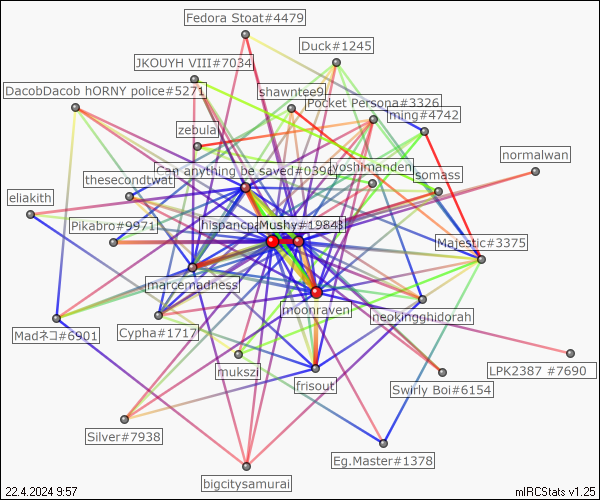 Fedora Stoat#4479
Duck#1245
JKOUYH VIII#7034
DacobDacob hORNY police#5271
shawntee9
Pocket Persona#3326
ming#4742
zebula
normalwan
Can anything be saved#039
yoshimanden
thesecondtwat
somass
eliakith
Pikabro#9971
hispancpa
Mushy#1984
Majestic#3375
marcemadness
moonraven
neokingghidorah
Madネコ#6901
Cypha#1717
mukszi
frisout
LPK2387 #7690
Swirly Boi#6154
Silver#7938
Eg.Master#1378
bigcitysamurai
22.4.2024 9:57
mIRCStats v1.25